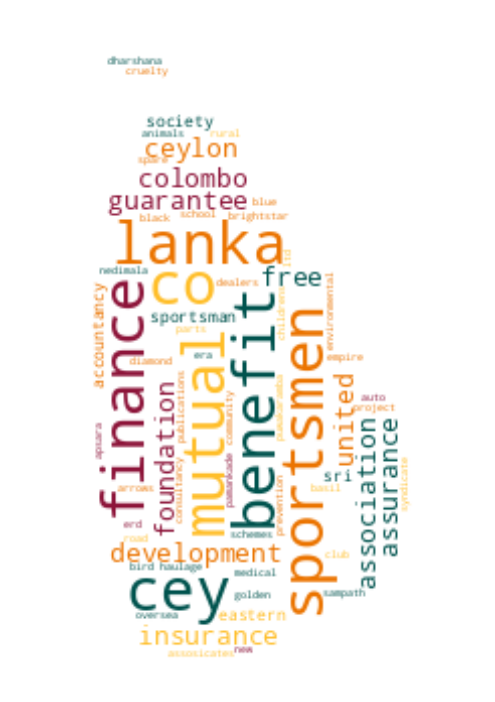 dharshana
cruelty
society
animals rural
ceylon
spare
colombo
guarantee
blue
black school brightstar
lanka
ltd
nedimala
co
dealers
free
accountancy
finance
sportsman
benefit
children
environmental
parts
mutual
era
sportsmen
empire
diamond
publications
foundation
community
pamankada
united
auto
project
apsara
consultancy
pamankade
association
assurance
sri
syndicate
arrows
basil
prevention
erd
road
schemes
development
club
bird haulage
medical
cey
golden
sampath
oversea
eastern
insurance
assosicates
new